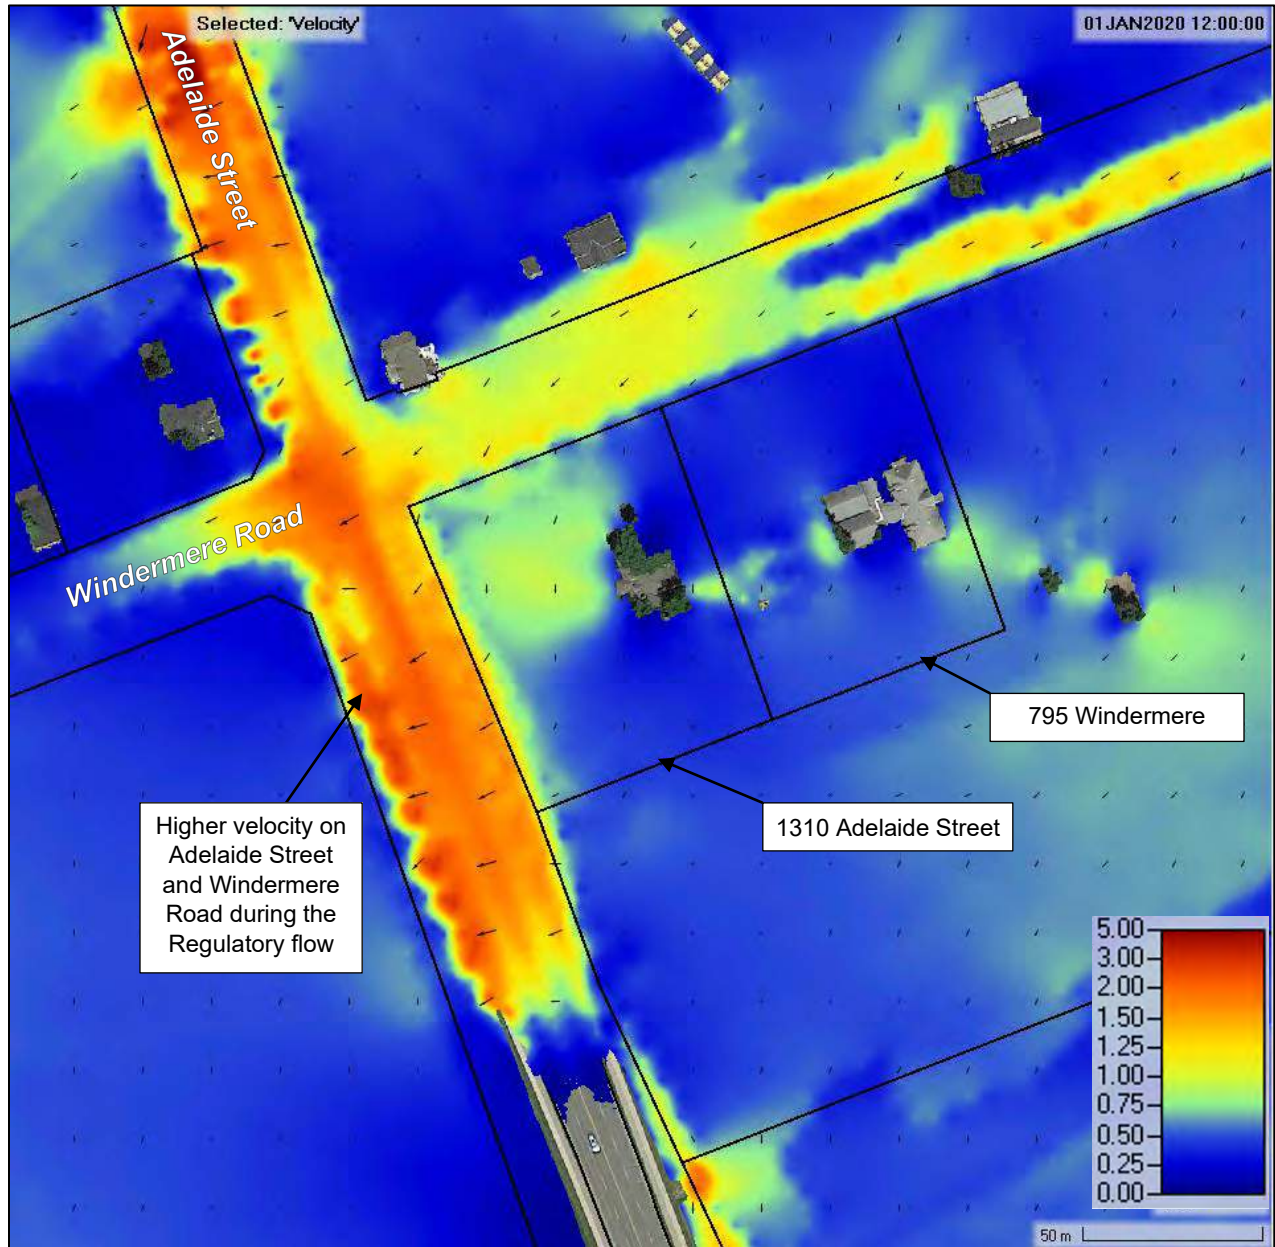 Selected: 'Velocity'
01JAN2020 12:00:00
Adelaide Street
Windermere Road
795 Windermere
1310 Adelaide Street
Higher velocity on
Adelaide Street
and Windermere
Road during the
Regulatory flow
5.00
3.00
2.00
1.50
1.25
1.00
0.75
0.50
0.25
0.00
50 m